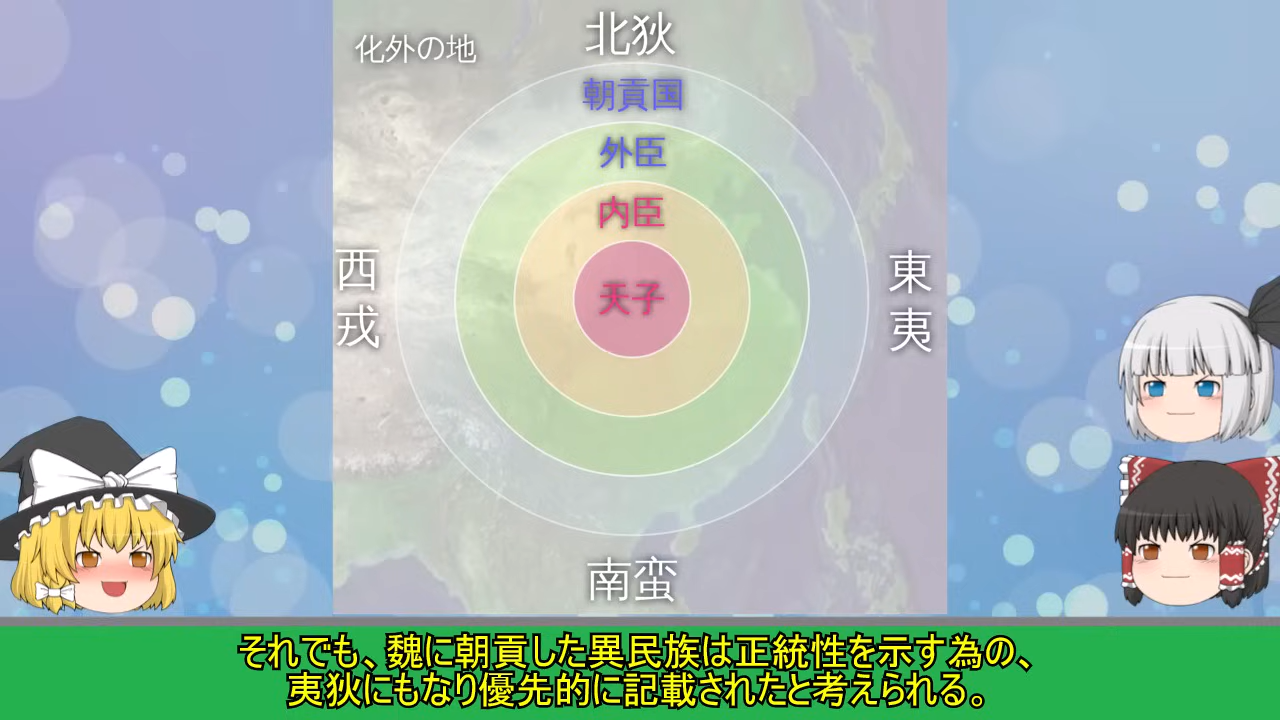 化外の地
北狄
朝貢国
外臣
内臣
天子
西
戎
東
夷
南蛮
それでも、魏に朝貢した異民族は正統性を示す為の、
夷狄にもなり優先的に記載されたと考えられる。